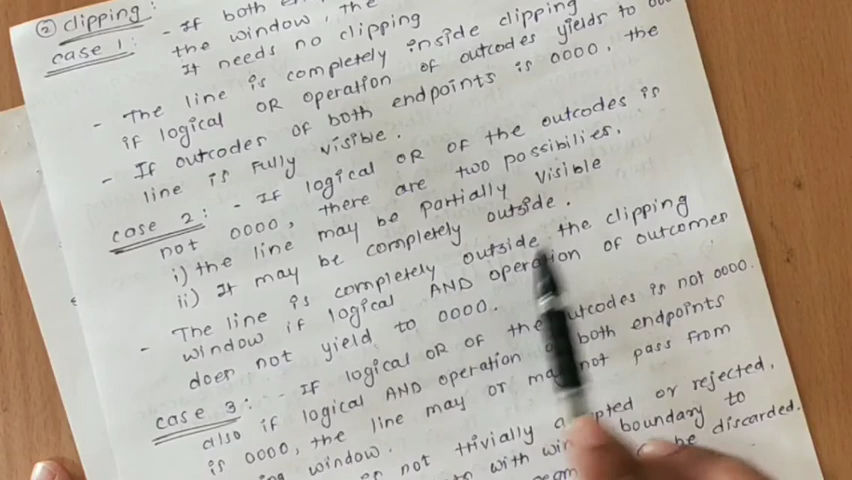 ② clipping:
case 1: - If both
the window, the
It needs no clipping
- The line is completely inside clipping
if logical OR operation of outcodes yields to
- If outcodes of both endpoints is 0000, the
line is Fully visible.
case 2: - If logical OR of the outcodes is
not 0000, there are two possibilies.
i) the line may be partially visible
ii) It may be completely outside.
- The line is completely outside the clipping
window if logical AND operation of outcomes
does not yield to 0000.
case 3: - If logical OR of the outcodes is not 0000.
also if logical AND operation both endpoints
is 0000, the line may or may not pass from
window.
not trivially or rejected.
with boundary to
be discarded.